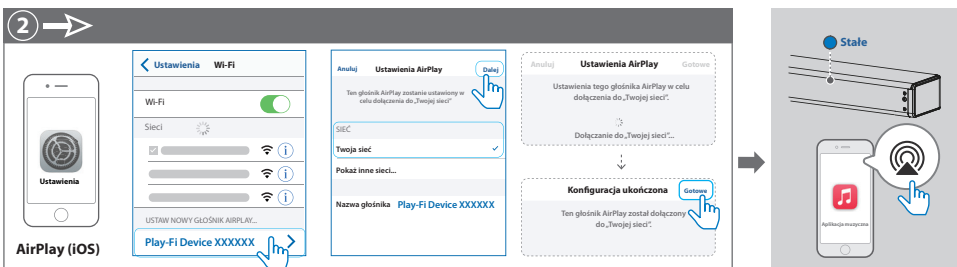 2
Ustawienia
AirPlay (iOS)
Ustawienia Wi-Fi
Wi-Fi
Sieci
USTAW NOWY GŁOŚNIK AIRPLAY...
Play-Fi Device XXXXXX
Anuluj Ustawienia AirPlay Dalej
Ten głośnik AirPlay zostanie ustawiony w
celu dołączenia do „Twojej sieci”
SIEĆ
Twoja sieć
Pokaż inne sieci...
Nazwa głośnika Play-Fi Device XXXXXX
Anuluj Ustawienia AirPlay Gotowe
Ustawienia tego głośnika AirPlay w celu
dołączenia do „Twojej sieci”.
Dołączanie do „Twojej sieci”...
Konfiguracja ukończona Gotowe
Ten głośnik AirPlay został dołączony
do „Twojej sieci”.
Stałe
Aplikacja muzyczna